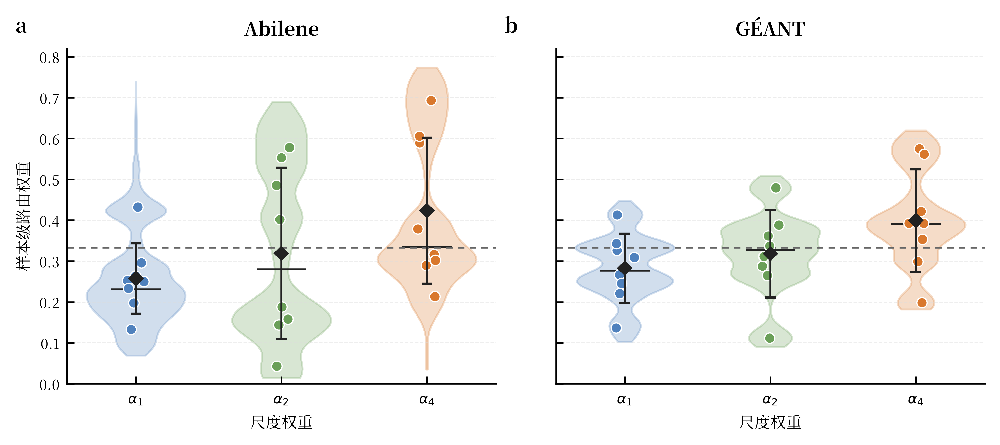 a
Abilene
b
GÉANT
样本级路由权重
0.8
0.7
0.6
0.5
0.4
0.3
0.2
0.1
0.0
α₁ α₂ α₄
α₁ α₂ α₄
尺度权重
尺度权重